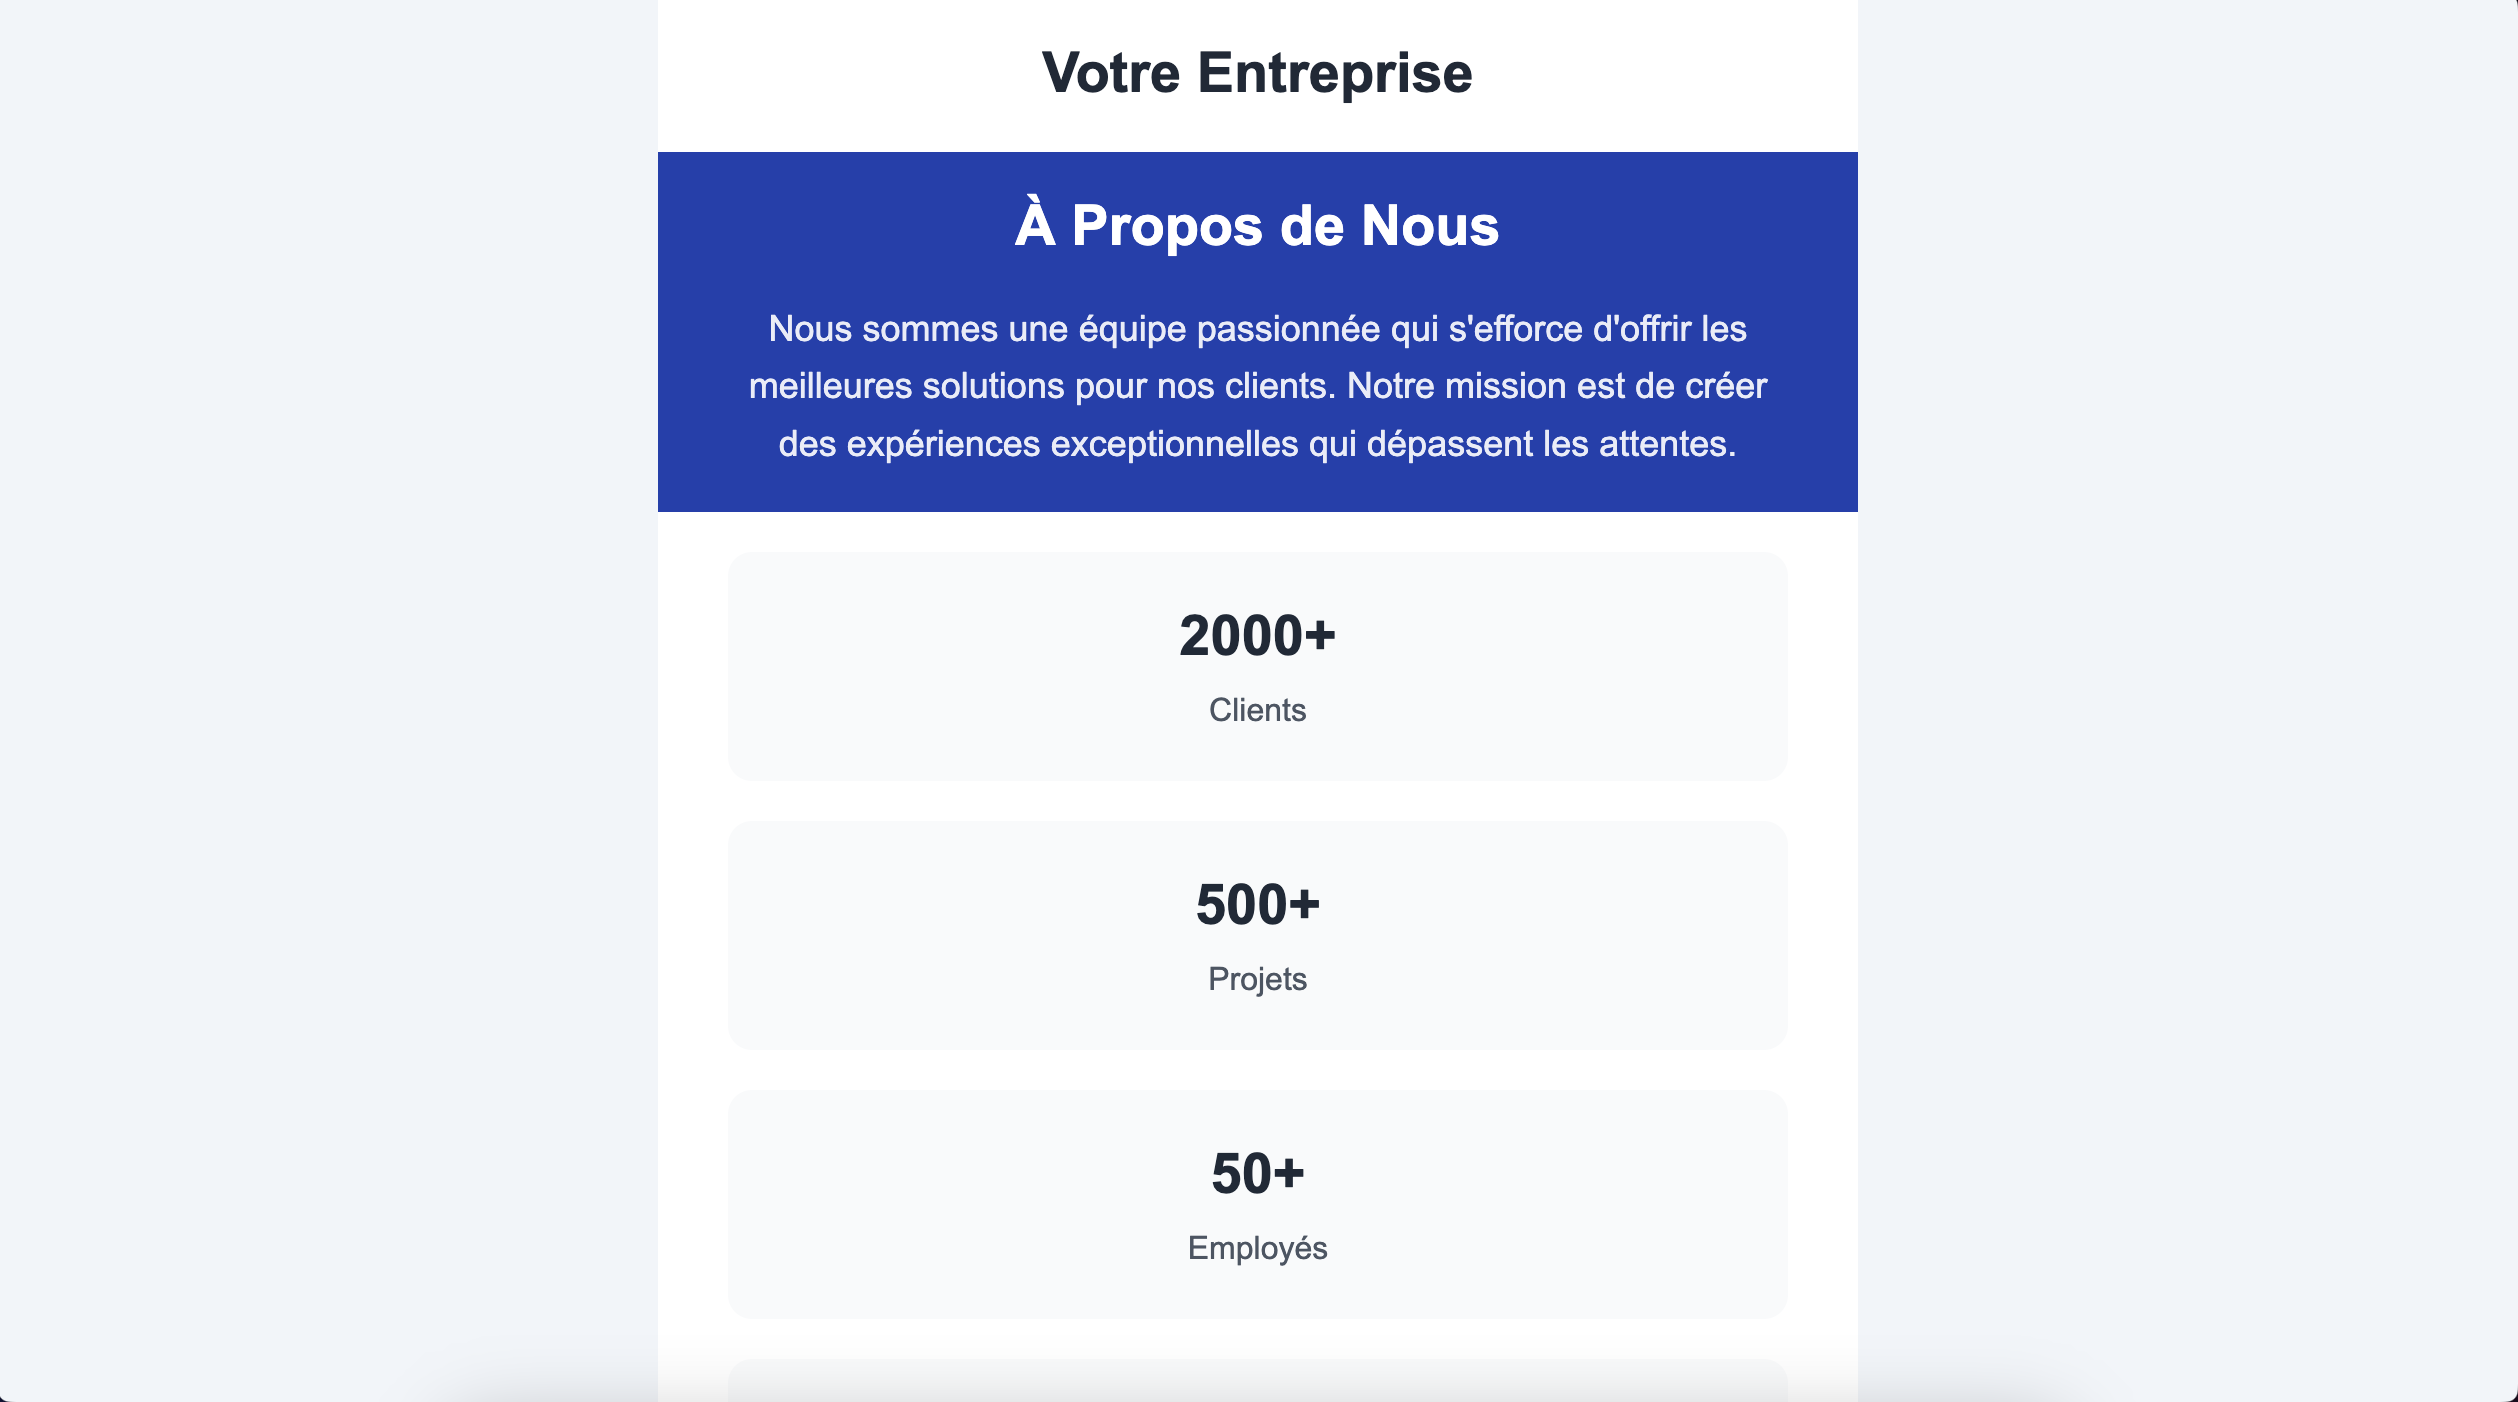 Votre Entreprise
À Propos de Nous
Nous sommes une équipe passionnée qui s'efforce d'offrir les
meilleures solutions pour nos clients. Notre mission est de créer
des expériences exceptionnelles qui dépassent les attentes.
2000+
Clients
500+
Projets
50+
Employés